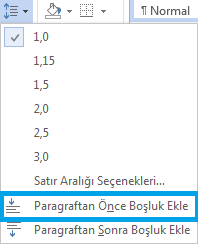 ¶ Normal
1,0
1,15
1,5
2,0
2,5
3,0
Satır Aralığı Seçenekleri...
Paragraftan Önce Boşluk Ekle
Paragraftan Sonra Boşluk Ekle